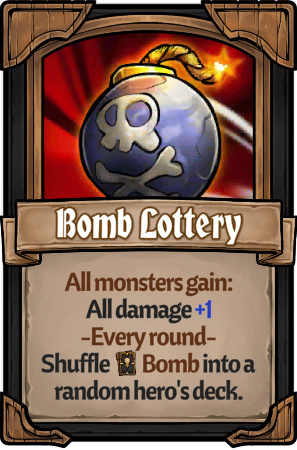 Bomb Lottery
All monsters gain:
All damage +1
-Every round-
Shuffle Bomb into a
random hero's deck.